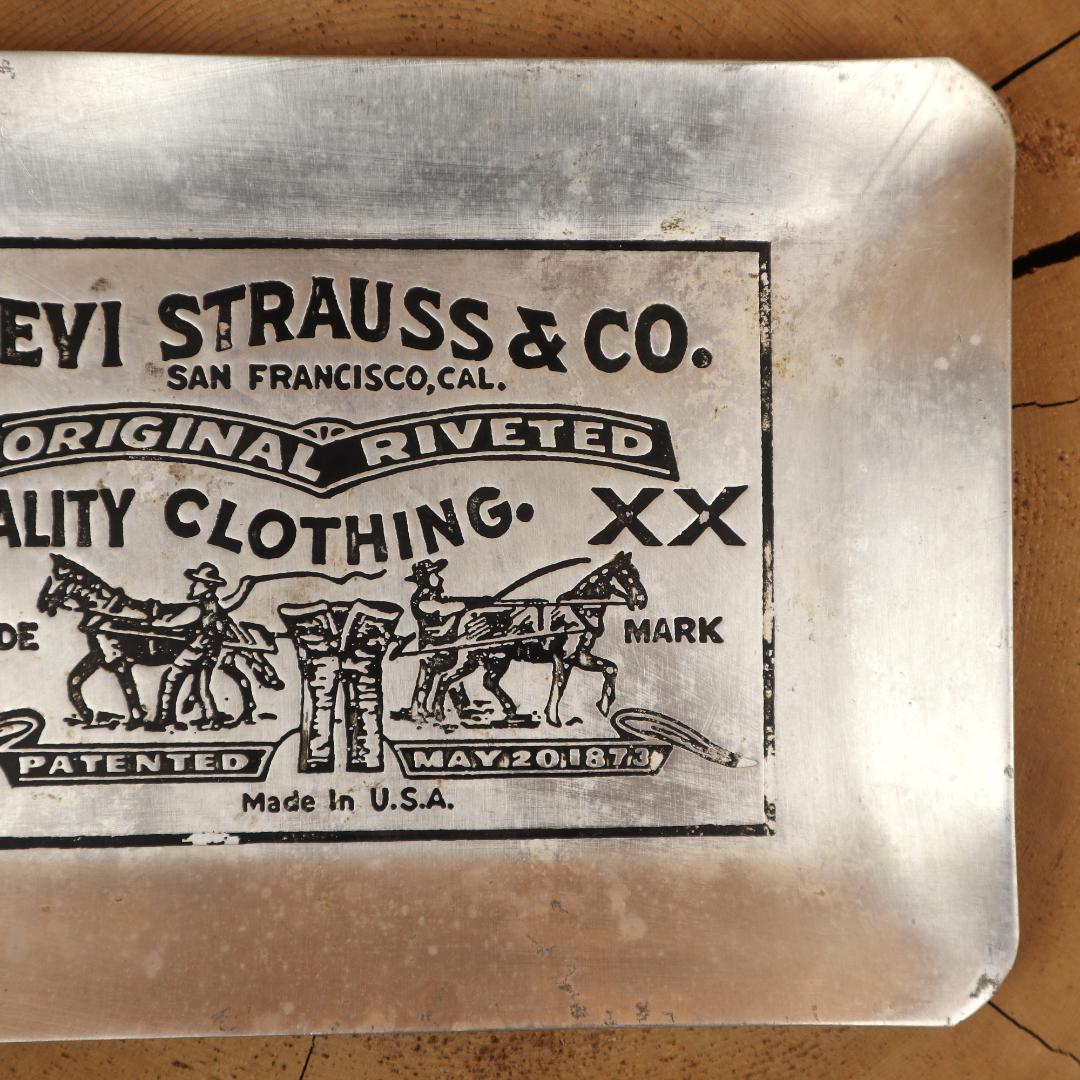 EVI STRAUSS & CO.
SAN FRANCISCO, CAL.
ORIGINAL RIVETED
ALITY CLOTHING. XX
DE MARK
PATENTED MAY 20 1873
Made In U.S.A.